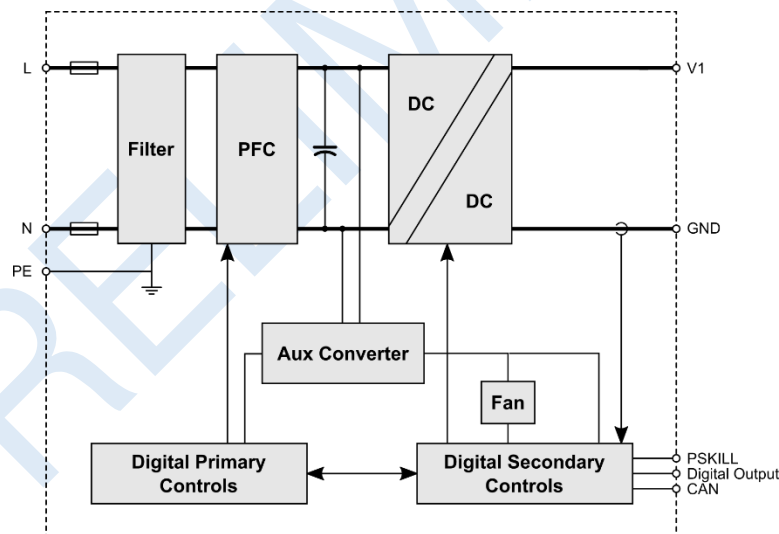 L
V1
DC
Filter
PFC
DC
N
GND
PE
Aux Converter
Fan
Digital Primary
Controls
Digital Secondary
Controls
PSKILL
Digital Output
CAN